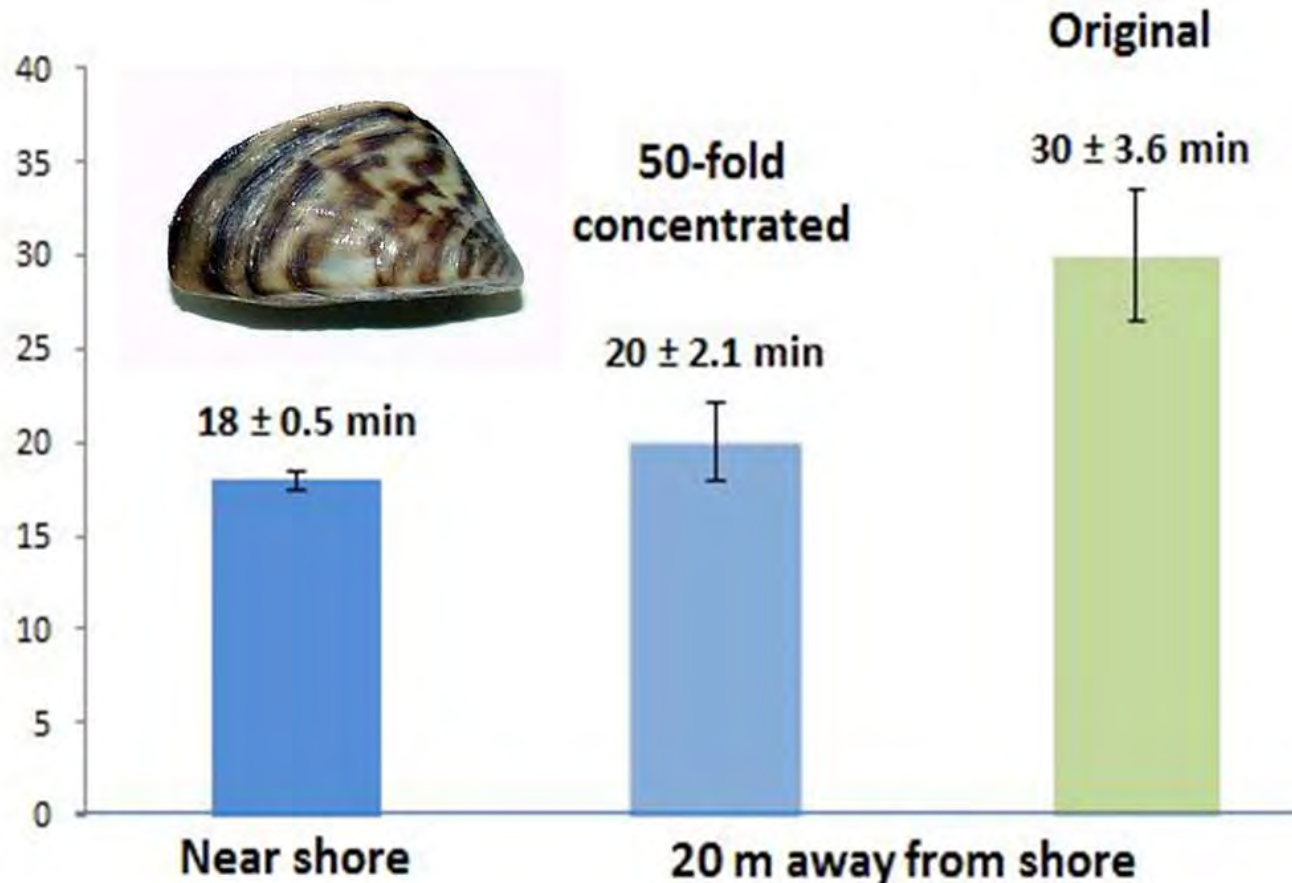 Original
40
35
30
25
20
15
10
5
0
50-fold
concentrated
30 ± 3.6 min
20 ± 2.1 min
18 ± 0.5 min
Near shore
20 m away from shore